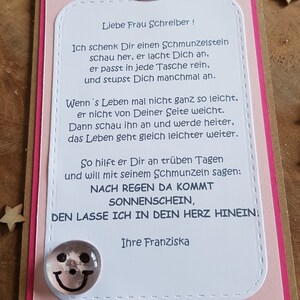 Liebe Frau Schreiber !
Ich schenk Dir einen Schmunzelstein
schau her, er lacht Dich an,
er passt in jede Tasche rein,
und stupst Dich manchmal an.
Wenn´s Leben mal nicht ganz so leicht,
er nicht von Deiner Seite weicht.
Dann schau ihn an und werde heiter,
das Leben geht gleich leichter weiter.
So hilft er Dir an trüben Tagen
und will mit seinem Schmunzeln sagen:
NACH REGEN DA KOMMT
SONNENSCHEIN,
DEN LASSE ICH IN DEIN HERZ HINEIN!
Ihre Franziska